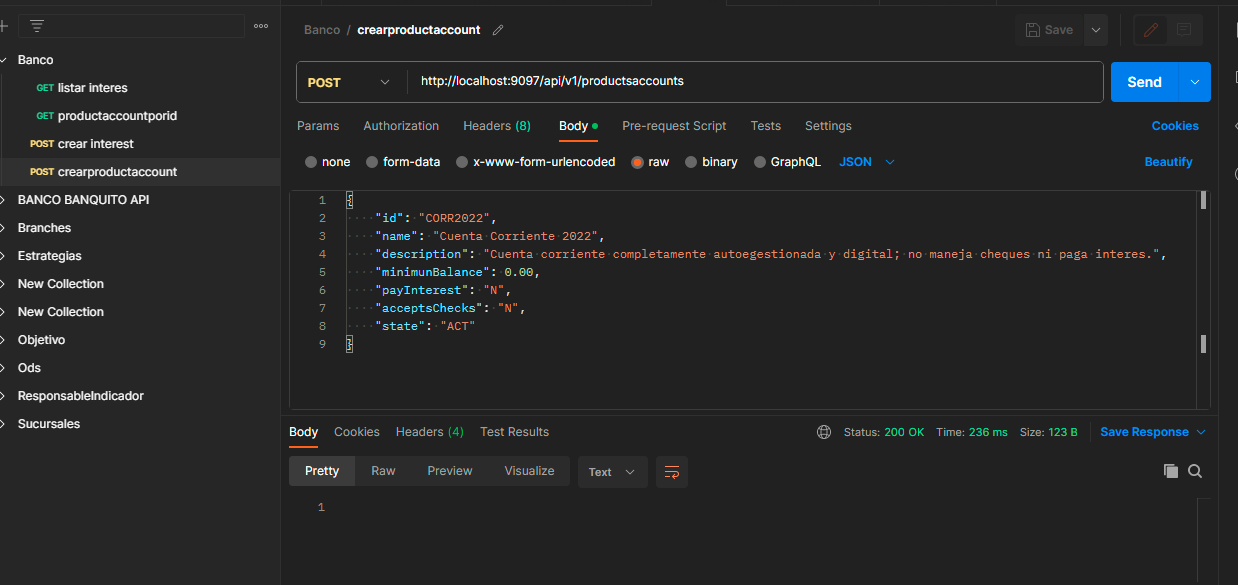 Banco
GET listar interes
GET productaccountporid
POST crear interest
POST crearproductaccount
BANCO BANQUITO API
Branches
Estrategias
New Collection
New Collection
Objetivo
Ods
ResponsableIndicador
Sucursales
Banco / crearproductaccount
Save
POST http://localhost:9097/api/v1/productsaccounts Send
Params Authorization Headers (8) Body Pre-request Script Tests Settings Cookies
none form-data x-www-form-urlencoded raw binary GraphQL JSON Beautify
1 {
2 "id": "CORR2022",
3 "name": "Cuenta Corriente 2022",
4 "description": "Cuenta corriente completamente autoegestionada y digital; no maneja cheques ni paga interes.",
5 "minimunBalance": 0.00,
6 "payInterest": "N",
7 "acceptsChecks": "N",
8 "state": "ACT"
9 }
Body Cookies Headers (4) Test Results Status: 200 OK Time: 236 ms Size: 123 B Save Response
Pretty Raw Preview Visualize Text
1